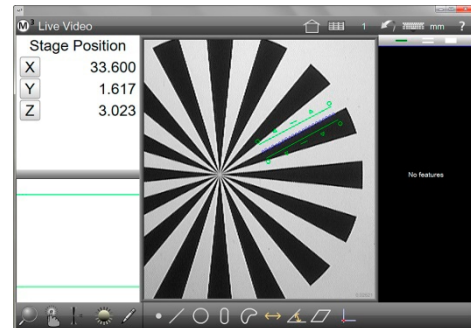 M³ Live Video
1
mm
?
Stage Position
X 33.600
Y 1.617
Z 3.023
No features